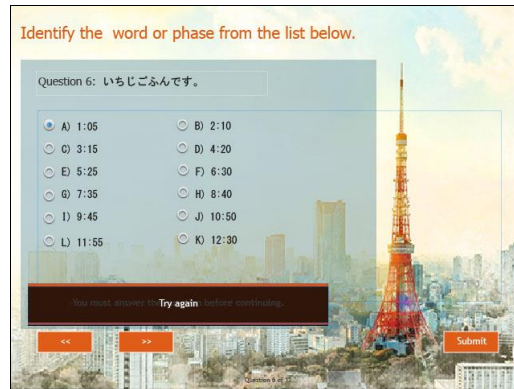 Identify the word or phase from the list below.
Question 6: いちじごふんです。
A) 1:05
B) 2:10
C) 3:15
D) 4:20
E) 5:25
F) 6:30
G) 7:35
H) 8:40
I) 9:45
J) 10:50
L) 11:55
K) 12:30
Try again
You must answer the before continuing.
<<
>>
Submit